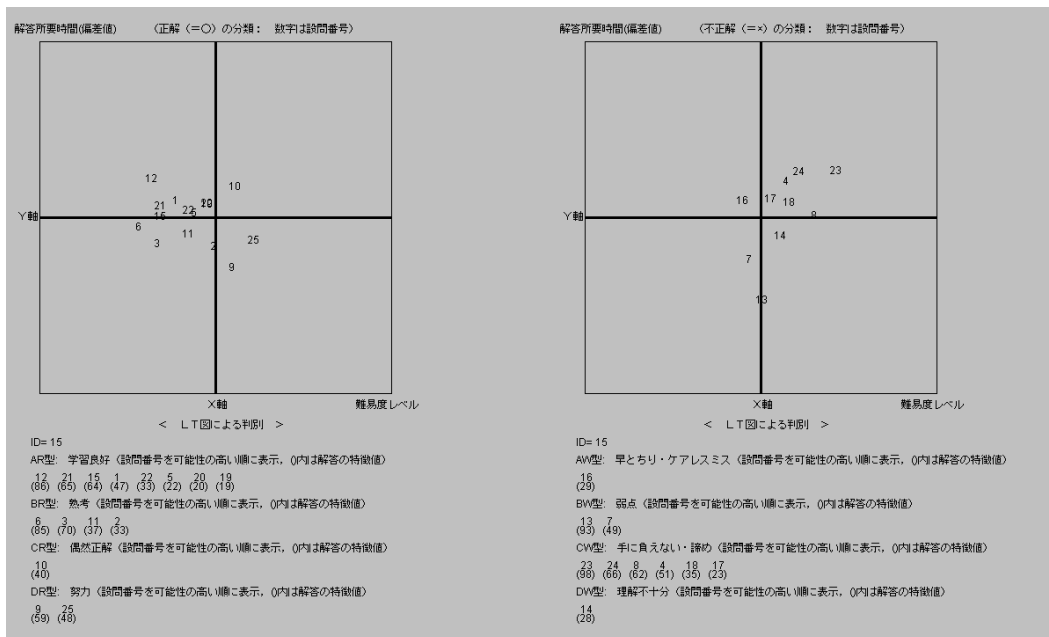 解答所要時間(偏差値) (正解（=○）の分類： 数字は設問番号)
12
10
1
21
20
19
22
5
15
Y軸
6
11
3
2
25
9
X軸
難易度レベル
< LT図による判別 >
ID= 15
AR型: 学習良好（設問番号を可能性の高い順に表示，()内は解答の特徴値）
12 21 15 1 22 5 20 19
(86) (65) (64) (47) (33) (22) (20) (19)
BR型: 熟考（設問番号を可能性の高い順に表示，()内は解答の特徴値）
6 3 11 2
(85) (70) (37) (33)
CR型: 偶然正解（設問番号を可能性の高い順に表示，()内は解答の特徴値）
10
(40)
DR型: 努力（設問番号を可能性の高い順に表示，()内は解答の特徴値）
9 25
(59) (48)
解答所要時間(偏差値) (不正解（=×）の分類： 数字は設問番号)
24
23
4
16
17
18
8
Y軸
14
7
13
X軸
難易度レベル
< LT図による判別 >
ID= 15
AW型: 早とちり・ケアレスミス（設問番号を可能性の高い順に表示，()内は解答の特徴値）
16
(29)
BW型: 弱点（設問番号を可能性の高い順に表示，()内は解答の特徴値）
13 7
(93) (49)
CW型: 手に負えない・諦め（設問番号を可能性の高い順に表示，()内は解答の特徴値）
23 24 8 4 18 17
(98) (66) (62) (51) (35) (23)
DW型: 理解不十分（設問番号を可能性の高い順に表示，()内は解答の特徴値）
14
(28)